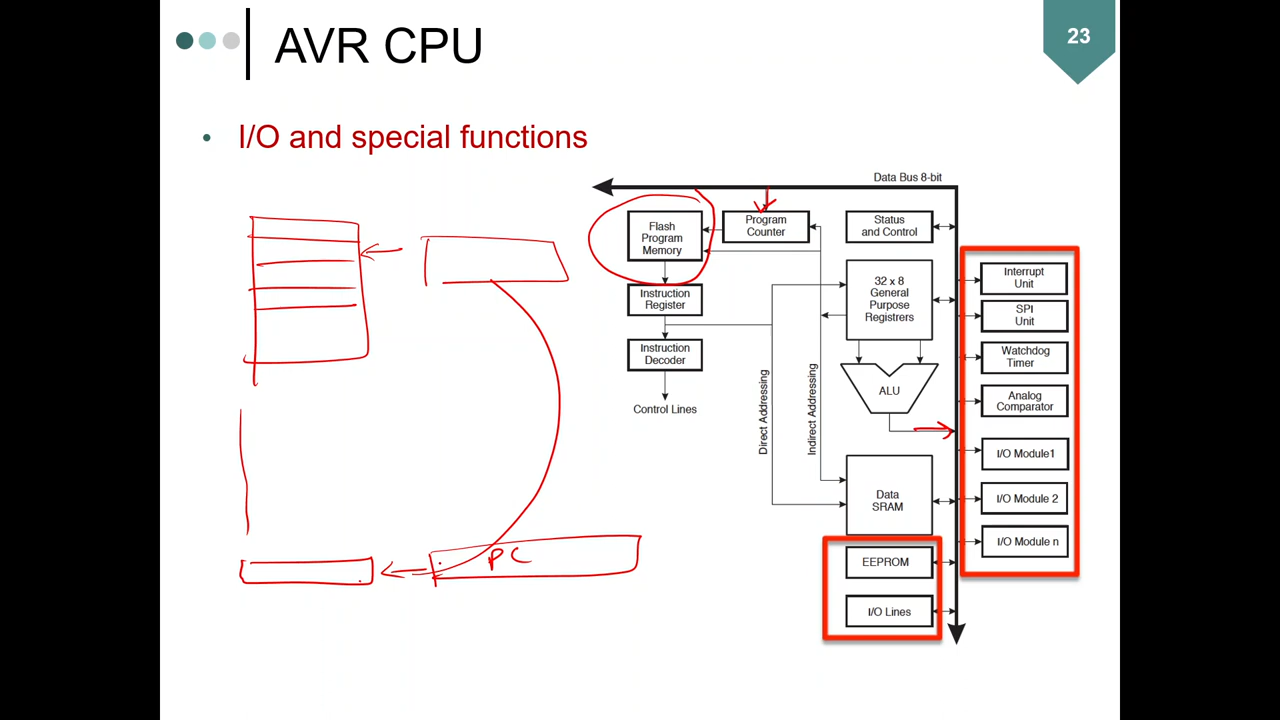 AVR CPU
23
• I/O and special functions
Data Bus 8-bit
Flash
Program
Memory
Program
Counter
Status
and Control
Instruction
Register
32 x 8
General
Purpose
Registrers
Interrupt
Unit
SPI
Unit
Instruction
Decoder
Watchdog
Timer
ALU
Analog
Comparator
Control Lines
Direct Addressing
Indirect Addressing
I/O Module1
Data
SRAM
I/O Module 2
I/O Module n
EEPROM
I/O Lines
PC